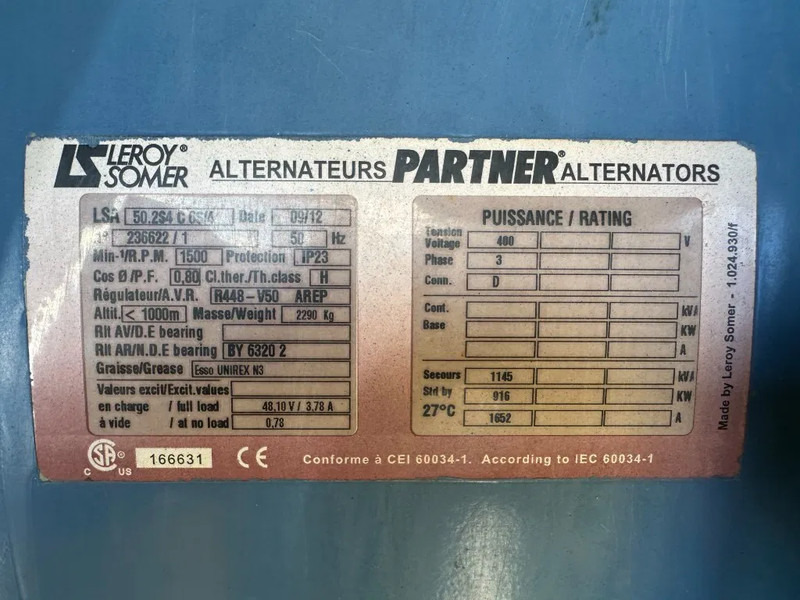 LEROY®
SOMER
ALTERNATEURS PARTNER® ALTERNATORS
LSA 50.2S4 C 6S/4 Date 09/12
N° 236622 / 1 50 Hz
Min-¹/R.P.M. 1500 Protection IP23
Cos Ø /P.F. 0,80 Cl.ther./Th.class H
Régulateur/A.V.R. R448-V50 AREP
Altit. < 1000m Masse/Weight 2290 Kg
Rlt AV/D.E bearing
Rlt AR/N.D.E bearing BY 6320 2
Graisse/Grease Esso UNIREX N3
Valeurs excit/Excit.values
en charge / full load 48,10 V / 3,78 A
à vide / at no load 0,78
PUISSANCE / RATING
Tension
Voltage 400 V
Phase 3
Conn. D
Cont. kVA
Base KW
A
Secours 1145 kVA
Std by 916 KW
27°C 1652 A
Made by Leroy Somer - 1.024.930/f
SA® C US 166631 CE Conforme à CEI 60034-1. According to IEC 60034-1